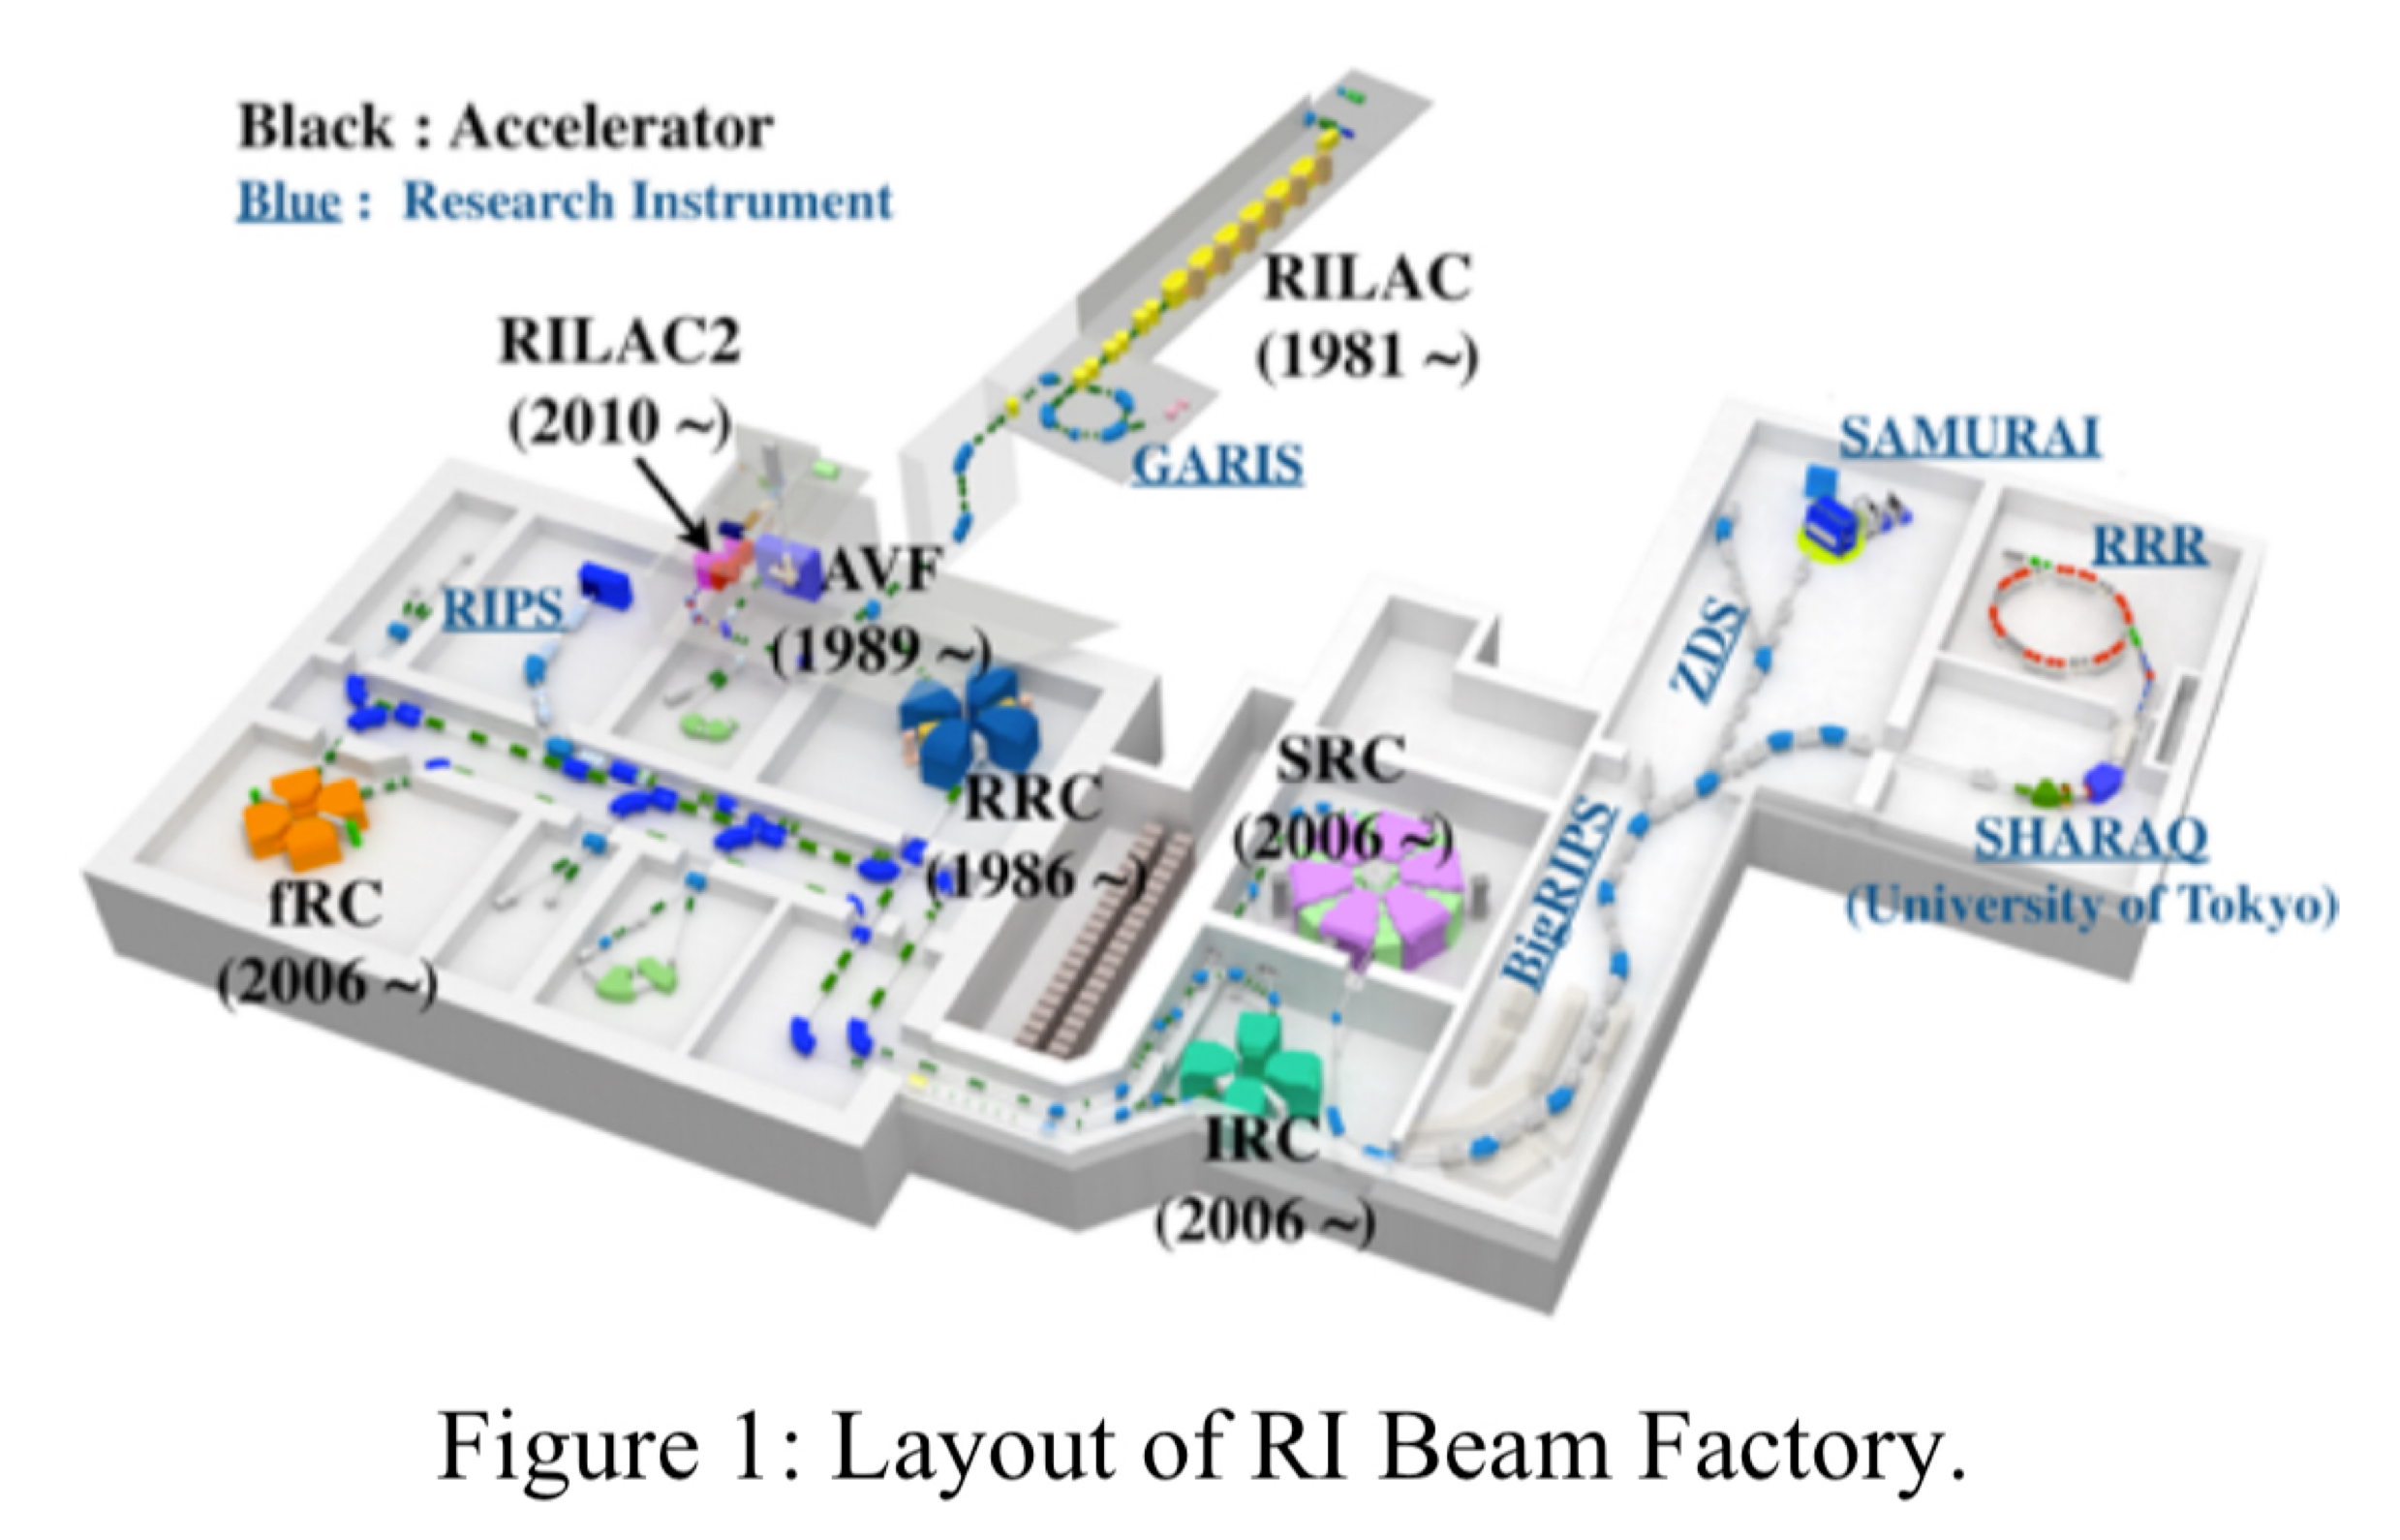 Black : Accelerator
Blue : Research Instrument
RILAC
(1981 ~)
RILAC2
(2010 ~)
GARIS
SAMURAI
AVF
(1989 ~)
RIPS
RRR
ZDS
RRC
(1986 ~)
SRC
(2006 ~)
BigRIPS
SHARAQ
(University of Tokyo)
fRC
(2006 ~)
IRC
(2006 ~)
Figure 1: Layout of RI Beam Factory.